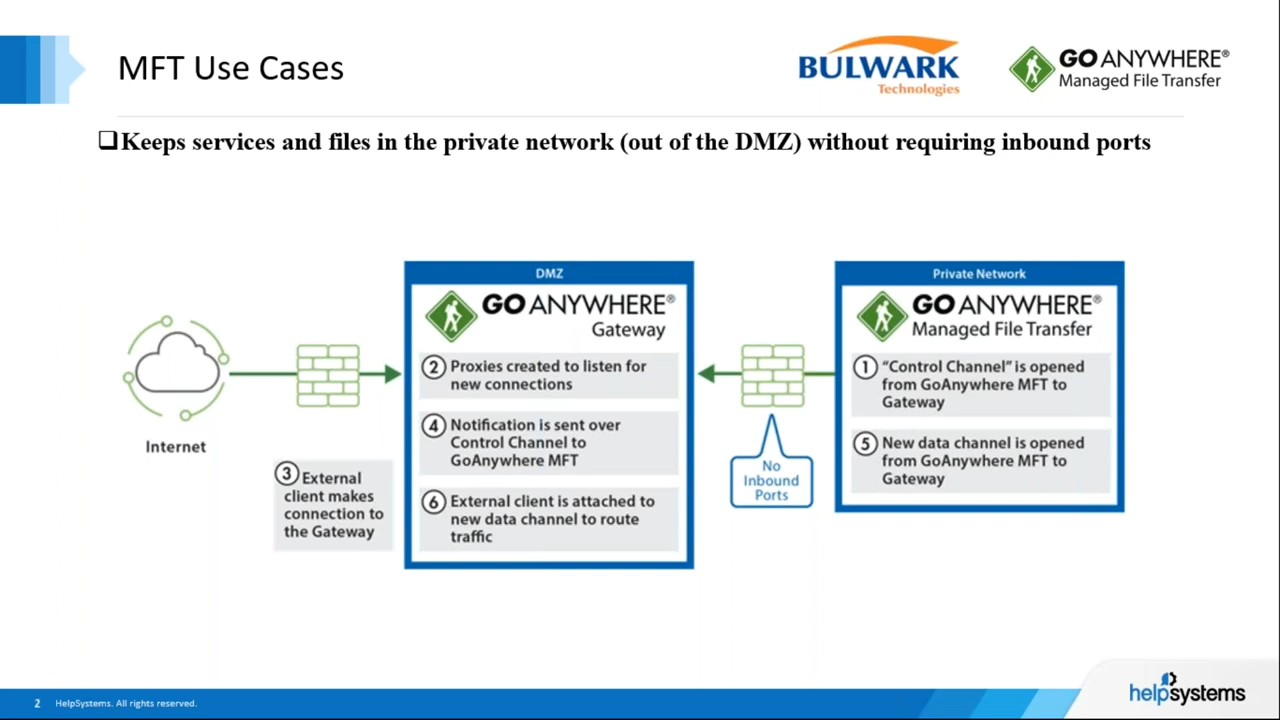 MFT Use Cases
BULWARK
Technologies
GO ANYWHERE®
Managed File Transfer
❑Keeps services and files in the private network (out of the DMZ) without requiring inbound ports
Internet
③ External
client makes
connection to
the Gateway
DMZ
GO ANYWHERE®
Gateway
② Proxies created to listen for
new connections
④ Notification is sent over
Control Channel to
GoAnywhere MFT
⑥ External client is attached to
new data channel to route
traffic
No
Inbound
Ports
Private Network
GO ANYWHERE®
Managed File Transfer
① “Control Channel” is opened
from GoAnywhere MFT to
Gateway
⑤ New data channel is opened
from GoAnywhere MFT to
Gateway
2 HelpSystems. All rights reserved.
helpsystems